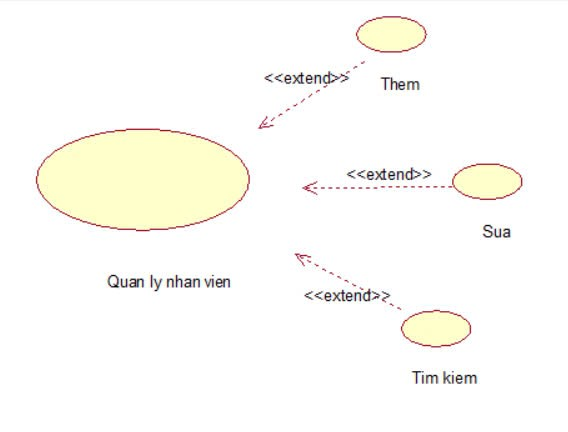 <<extend>>
Them
<<extend>>
Sua
Quan ly nhan vien
<<extend>>
Tim kiem